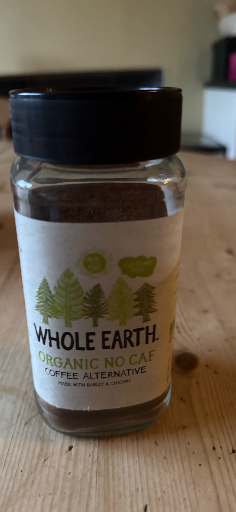 WHOLE EARTH.
ORGANIC NO CAF
COFFEE ALTERNATIVE
MADE WITH BARLEY & CHICORY